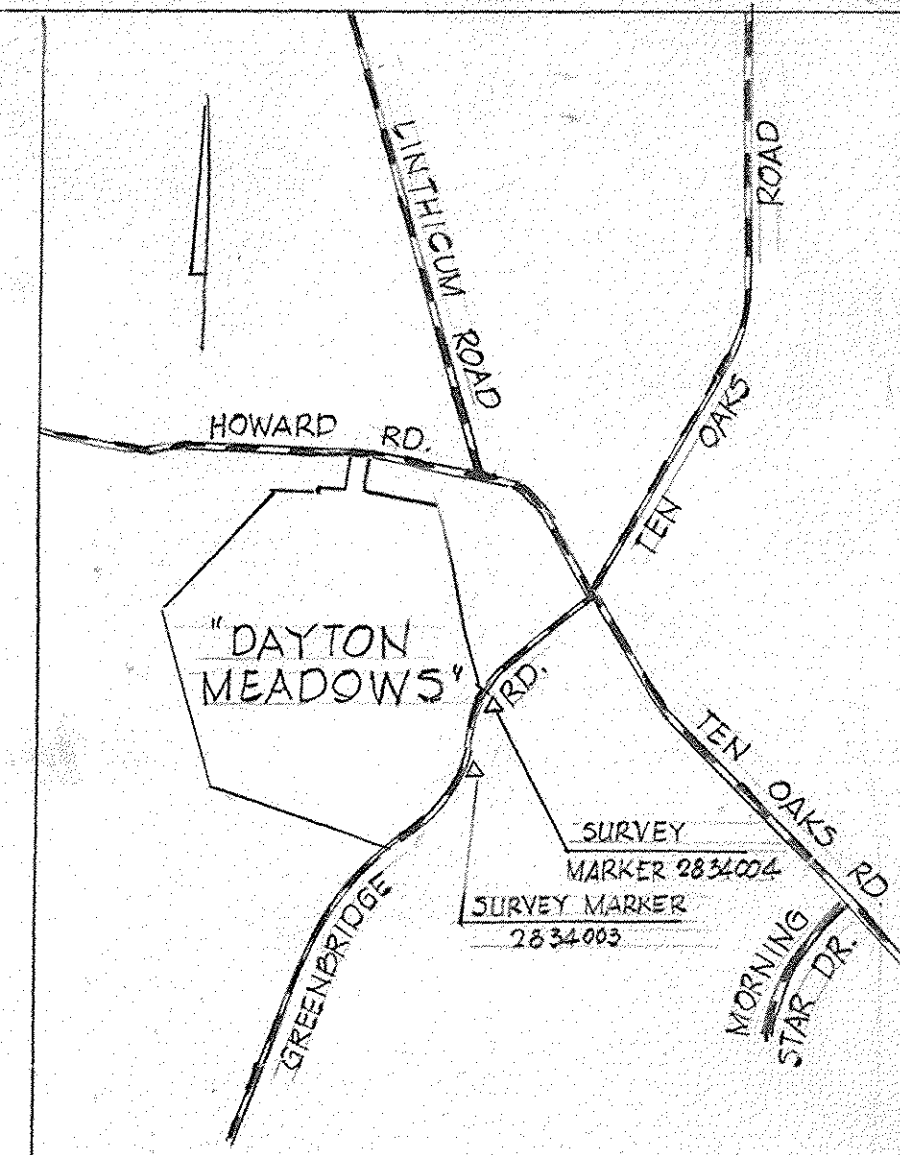 LINTHICUM ROAD
ROAD
HOWARD RD.
TEN OAKS
"DAYTON
MEADOWS"
RD.
TEN OAKS RD.
SURVEY
MARKER 2834004
SURVEY MARKER
2834003
GREENBRIDGE
MORNING
STAR DR.